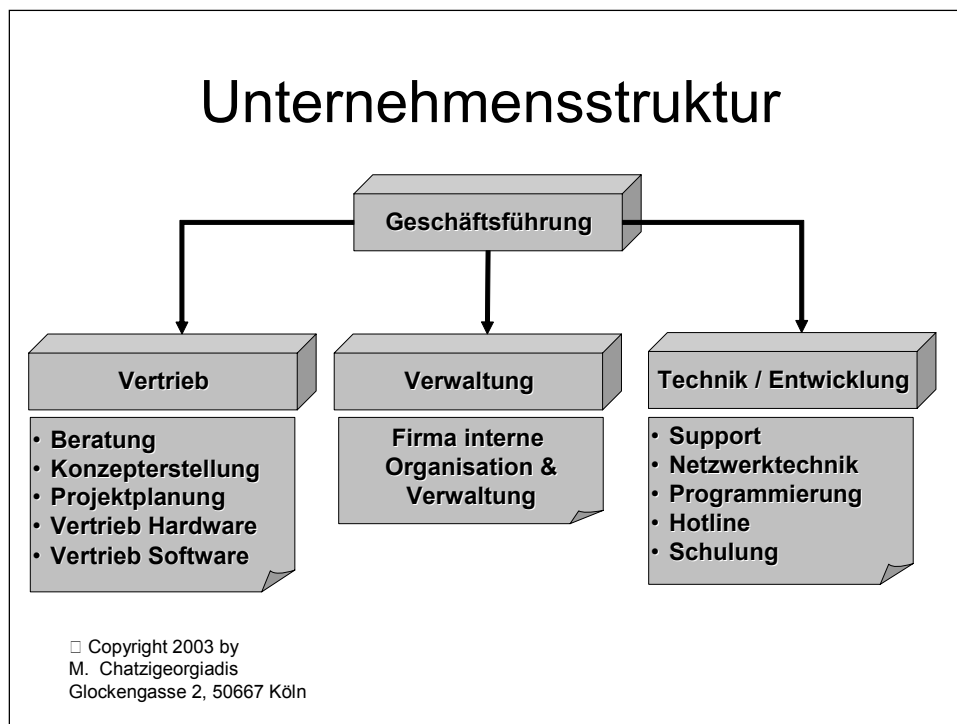 Unternehmensstruktur
Geschäftsführung
Vertrieb
• Beratung
• Konzepterstellung
• Projektplanung
• Vertrieb Hardware
• Vertrieb Software
Verwaltung
Firma interne
Organisation &
Verwaltung
Technik / Entwicklung
• Support
• Netzwerktechnik
• Programmierung
• Hotline
• Schulung
□ Copyright 2003 by
M. Chatzigeorgiadis
Glockengasse 2, 50667 Köln